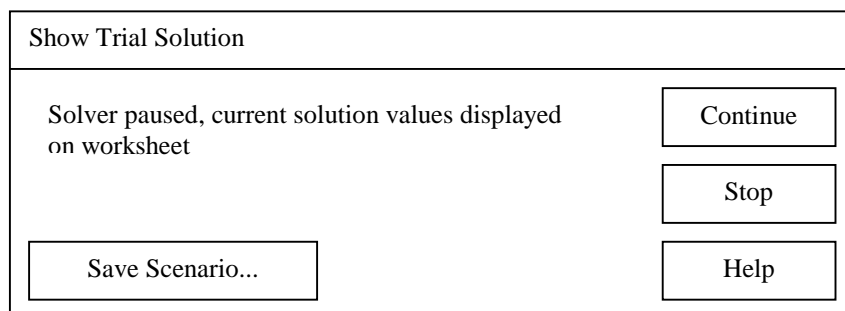 Show Trial Solution
Solver paused, current solution values displayed
on worksheet
Continue
Stop
Save Scenario...
Help